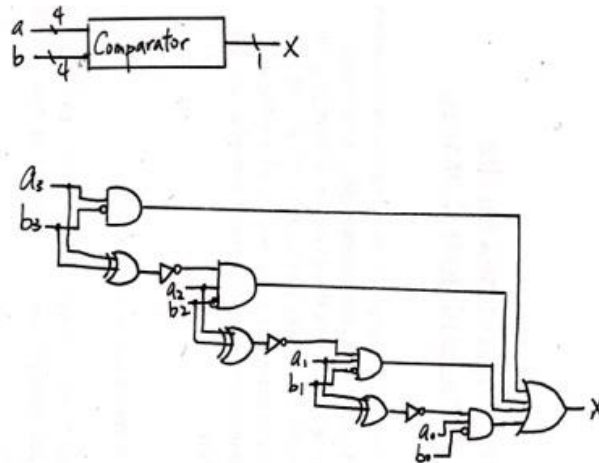 a 4
Comparator
X
b 4
1
a₃
b₃
a₂
b₂
a₁
b₁
X
a₀
b₀